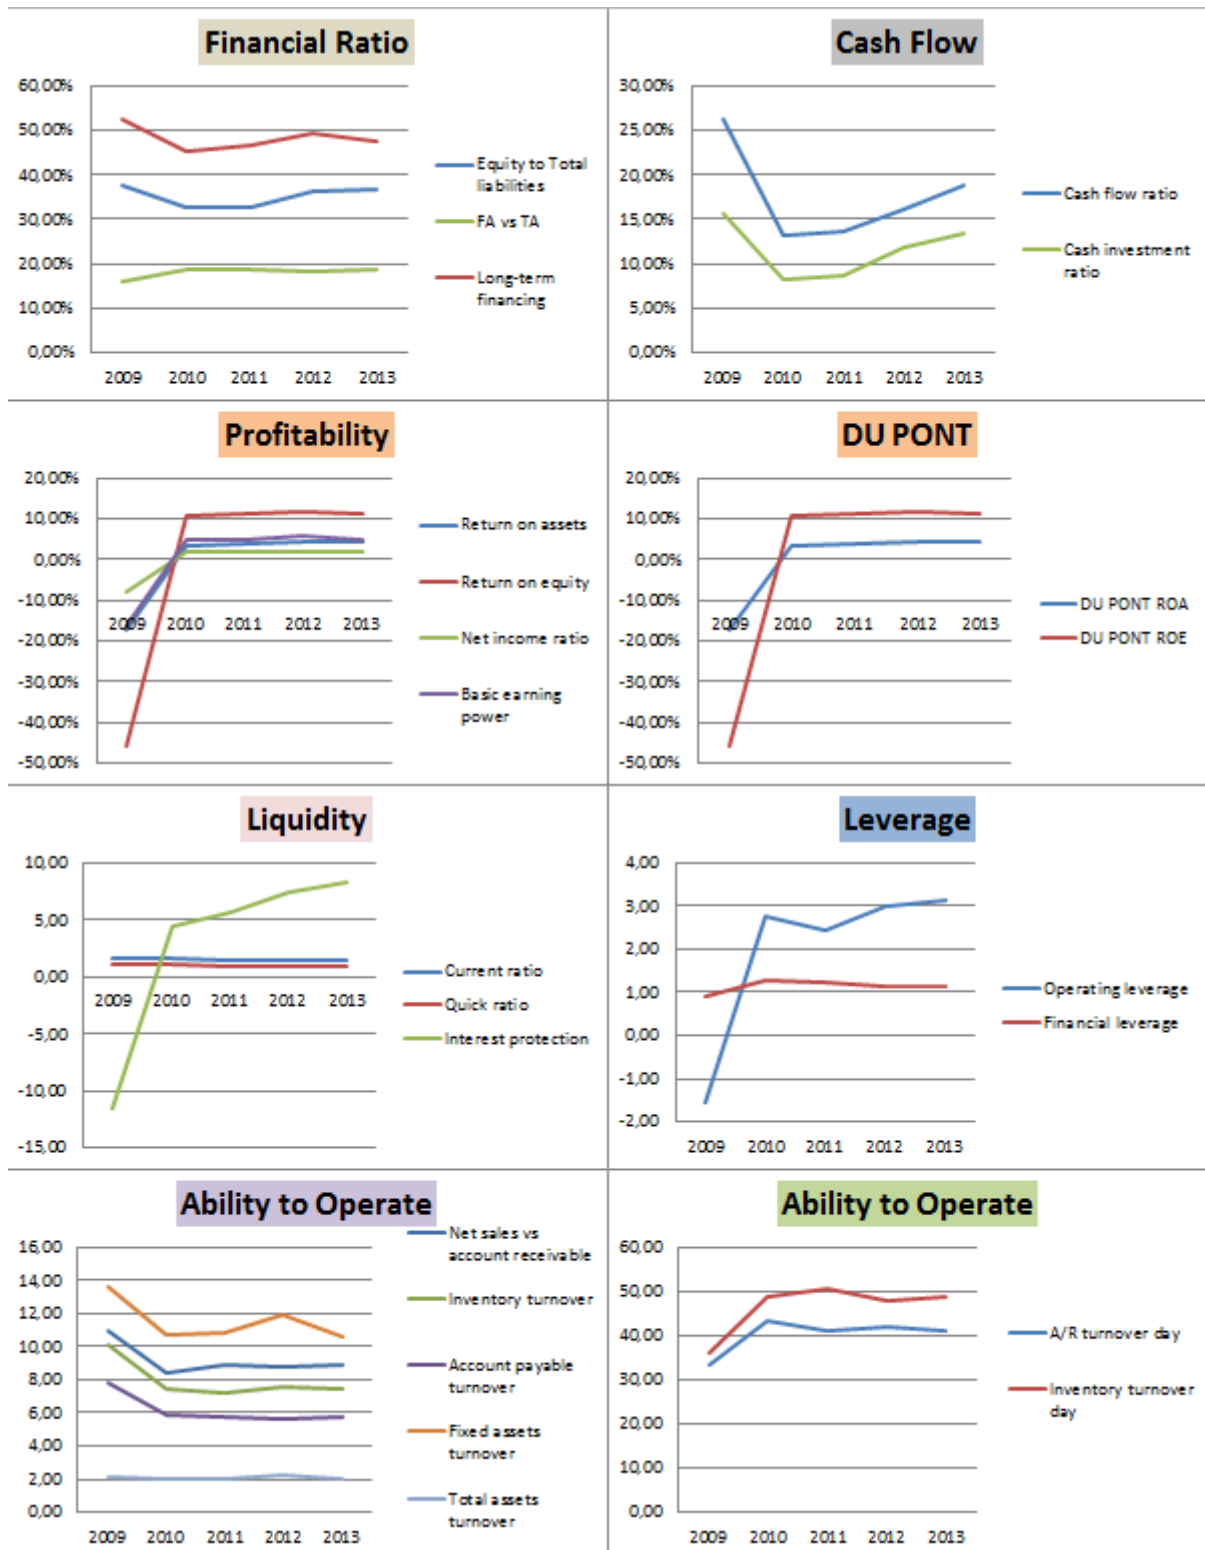 Financial Ratio
60,00%
50,00%
40,00%
30,00%
20,00%
10,00%
0,00%
2009 2010 2011 2012 2013
Equity to Total
liabilities
FA vs TA
Long-term
financing
Cash Flow
30,00%
25,00%
20,00%
15,00%
10,00%
5,00%
0,00%
2009 2010 2011 2012 2013
Cash flow ratio
Cash investment
ratio
Profitability
20,00%
10,00%
0,00%
-10,00%
-20,00%
-30,00%
-40,00%
-50,00%
2009 2010 2011 2012 2013
Return on assets
Return on equity
Net income ratio
Basic earning
power
DU PONT
20,00%
10,00%
0,00%
-10,00%
-20,00%
-30,00%
-40,00%
-50,00%
2009 2010 2011 2012 2013
DU PONT ROA
DU PONT ROE
Liquidity
10,00
5,00
0,00
-5,00
-10,00
-15,00
2009 2010 2011 2012 2013
Current ratio
Quick ratio
Interest protection
Leverage
4,00
3,00
2,00
1,00
0,00
-1,00
-2,00
2009 2010 2011 2012 2013
Operating leverage
Financial leverage
Ability to Operate
16,00
14,00
12,00
10,00
8,00
6,00
4,00
2,00
0,00
2009 2010 2011 2012 2013
Net sales vs
account receivable
Inventory turnover
Account payable
turnover
Fixed assets
turnover
Total assets
turnover
Ability to Operate
60,00
50,00
40,00
30,00
20,00
10,00
0,00
2009 2010 2011 2012 2013
A/R turnover day
Inventory turnover
day